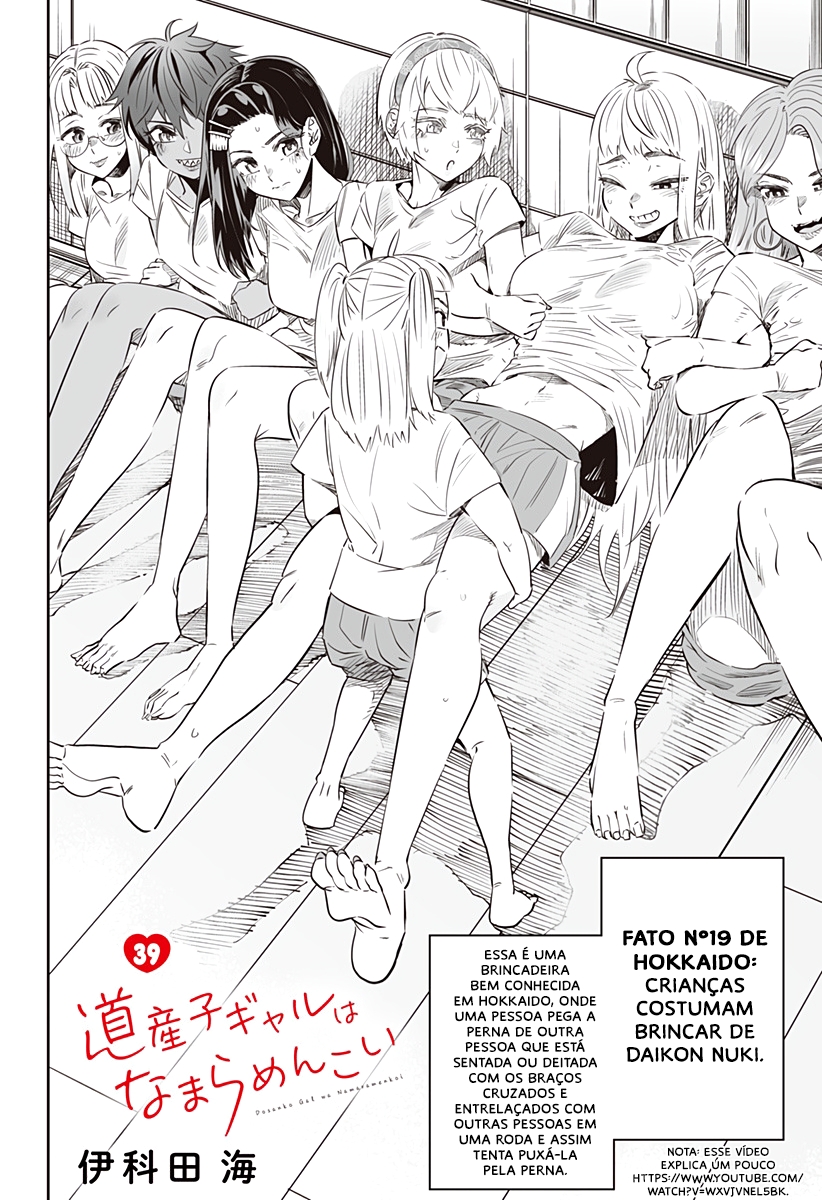 39
道産子ギャルは
なまらめんこい
Dosanko Gal wa Namaramenkoi
伊科田 海
FATO Nº19 DE
HOKKAIDO:
CRIANÇAS
COSTUMAM
BRINCAR DE
DAIKON NUKI.
ESSA É UMA
BRINCADEIRA
BEM CONHECIDA
EM HOKKAIDO, ONDE
UMA PESSOA PEGA A
PERNA DE OUTRA
PESSOA QUE ESTÁ
SENTADA OU DEITADA
COM OS BRAÇOS
CRUZADOS E
ENTRELAÇADOS COM
OUTRAS PESSOAS EM
UMA RODA E ASSIM
TENTA PUXÁ-LA
PELA PERNA.
NOTA: ESSE VÍDEO
EXPLICA UM POUCO
HTTPS://WWW.YOUTUBE.COM/
WATCH?V=WXVJVNEL5BK.